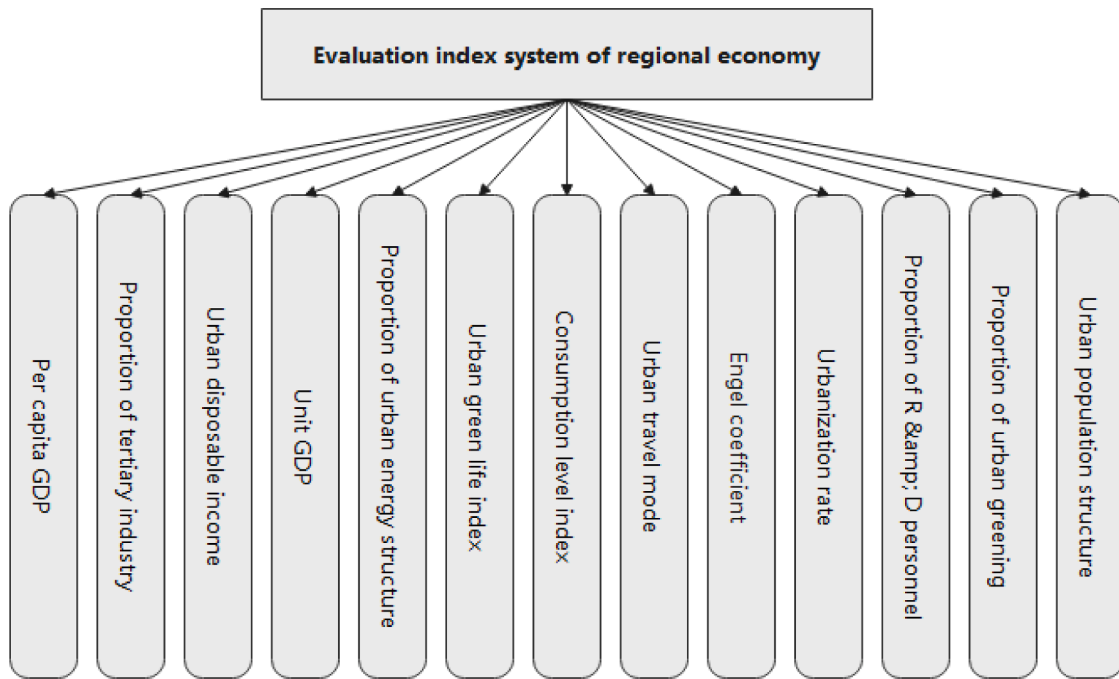 Evaluation index system of regional economy
Per capita GDP
Proportion of tertiary industry
Urban disposable income
Unit GDP
Proportion of urban energy structure
Urban green life index
Consumption level index
Urban travel mode
Engel coefficient
Urbanization rate
Proportion of R &amp; D personnel
Proportion of urban greening
Urban population structure